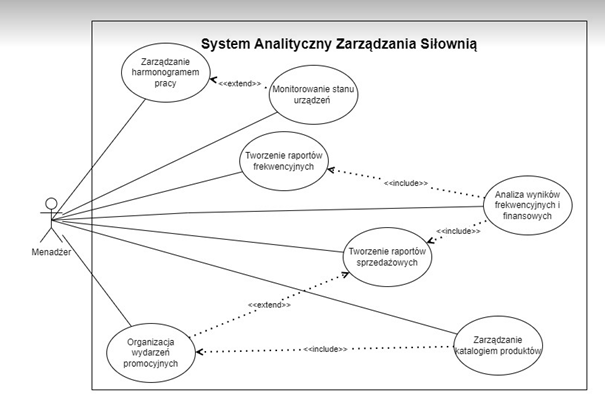 System Analityczny Zarządzania Siłownią
Zarządzanie
harmonogramem
pracy
<<extend>>
Monitorowanie stanu
urządzeń
Tworzenie raportów
frekwencyjnych
<<include>>
Analiza wyników
frekwencyjnych i
finansowych
<<include>>
Menadżer
Tworzenie raportów
sprzedażowych
<<extend>>
Organizacja
wydarzeń
promocyjnych
<<include>>
Zarządzanie
katalogiem produktów